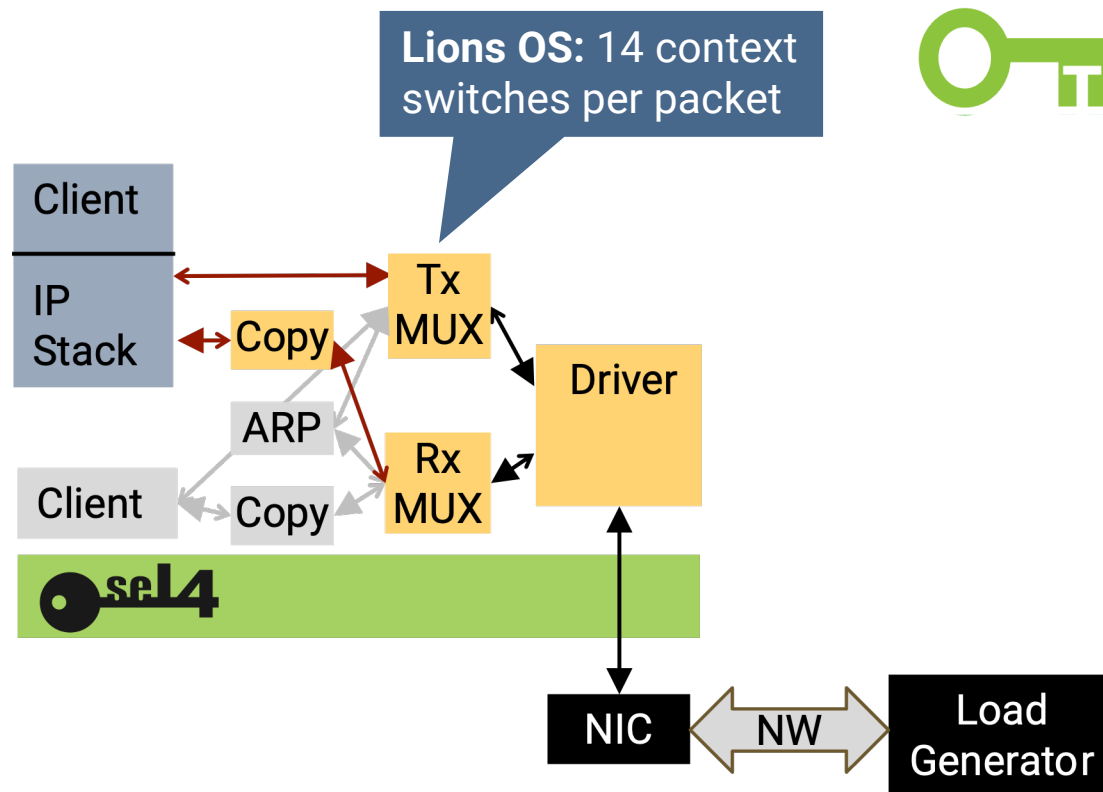 Lions OS: 14 context
switches per packet
T
Client
IP
Stack
Tx
MUX
Copy
Driver
ARP
Rx
MUX
Client
Copy
seL4
NIC
NW
Load
Generator